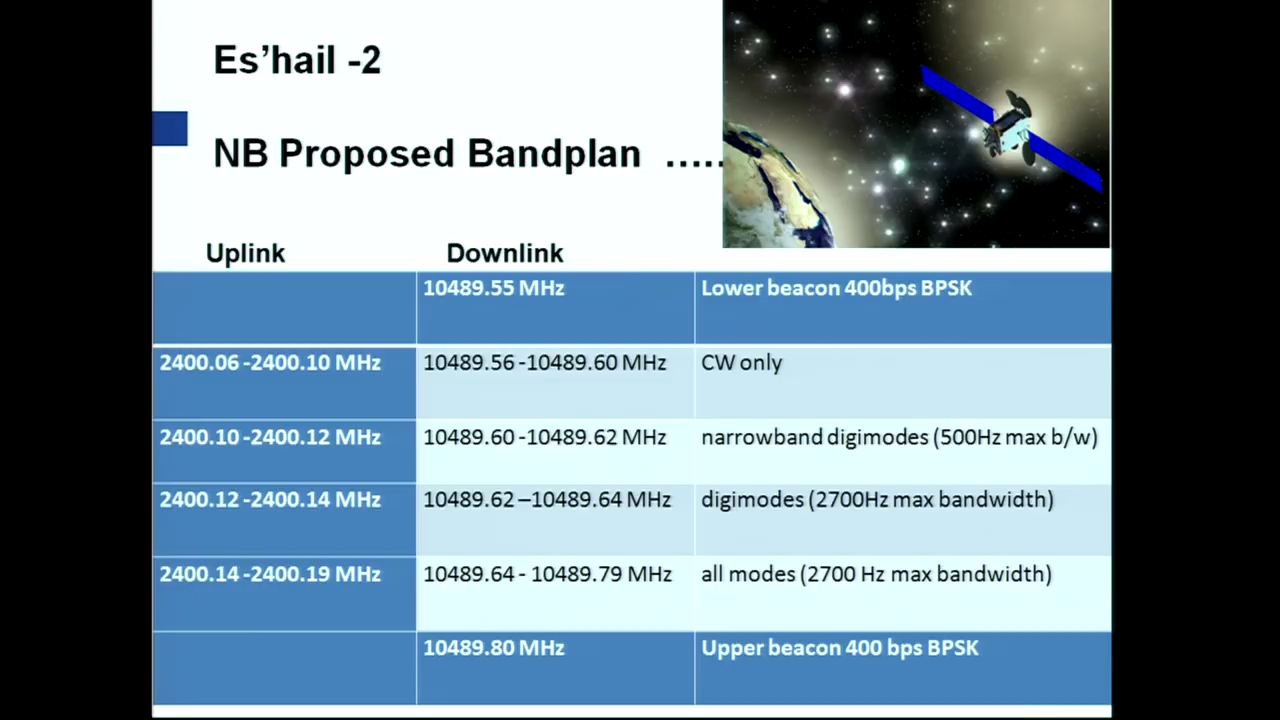 Es’hail -2
NB Proposed Bandplan .....
Uplink Downlink
10489.55 MHz Lower beacon 400bps BPSK
2400.06 -2400.10 MHz 10489.56 -10489.60 MHz CW only
2400.10 -2400.12 MHz 10489.60 -10489.62 MHz narrowband digimodes (500Hz max b/w)
2400.12 -2400.14 MHz 10489.62 –10489.64 MHz digimodes (2700Hz max bandwidth)
2400.14 -2400.19 MHz 10489.64 - 10489.79 MHz all modes (2700 Hz max bandwidth)
10489.80 MHz Upper beacon 400 bps BPSK